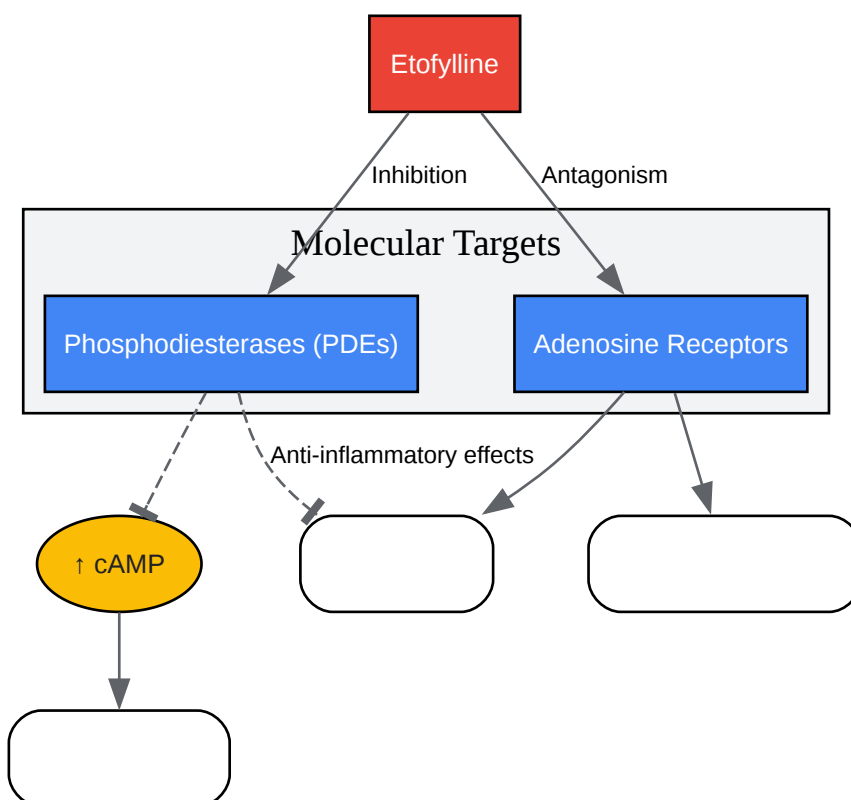 Etofylline
Inhibition
Antagonism
Molecular Targets
Phosphodiesterases (PDEs)
Adenosine Receptors
Anti-inflammatory effects
↑ cAMP